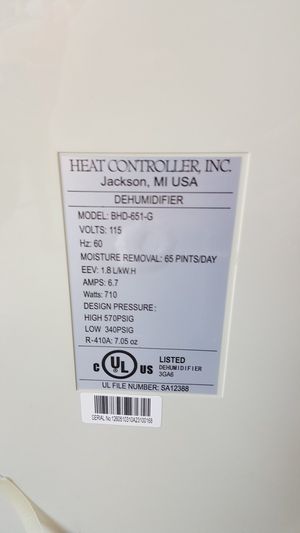 HEAT CONTROLLER, INC.
Jackson, MI USA
DEHUMIDIFIER
MODEL: BHD-651-G
VOLTS: 115
Hz: 60
MOISTURE REMOVAL: 65 PINTS/DAY
EEV: 1.8 L/kW.H
AMPS: 6.7
Watts: 710
DESIGN PRESSURE:
HIGH 570PSIG
LOW 340PSIG
R-410A: 7.05 oz
C UL US LISTED
DEHUMIDIFIER
3GA6
UL FILE NUMBER: SA12388